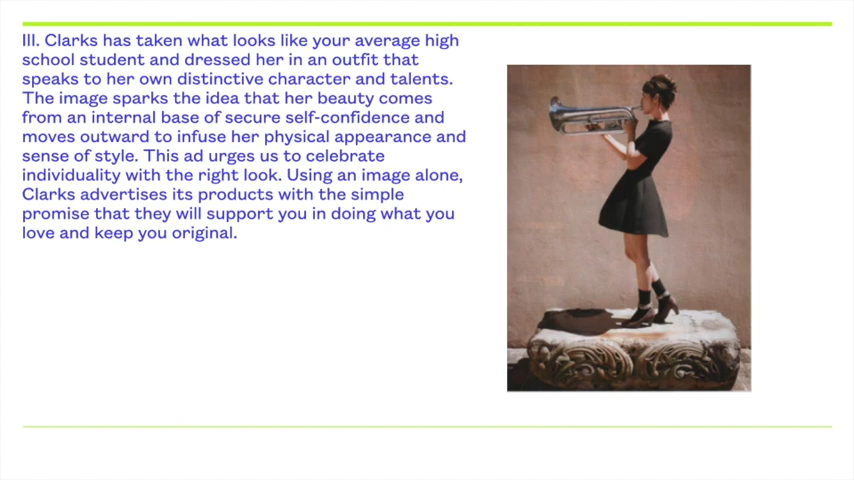 III. Clarks has taken what looks like your average high
school student and dressed her in an outfit that
speaks to her own distinctive character and talents.
The image sparks the idea that her beauty comes
from an internal base of secure self-confidence and
moves outward to infuse her physical appearance and
sense of style. This ad urges us to celebrate
individuality with the right look. Using an image alone,
Clarks advertises its products with the simple
promise that they will support you in doing what you
love and keep you original.